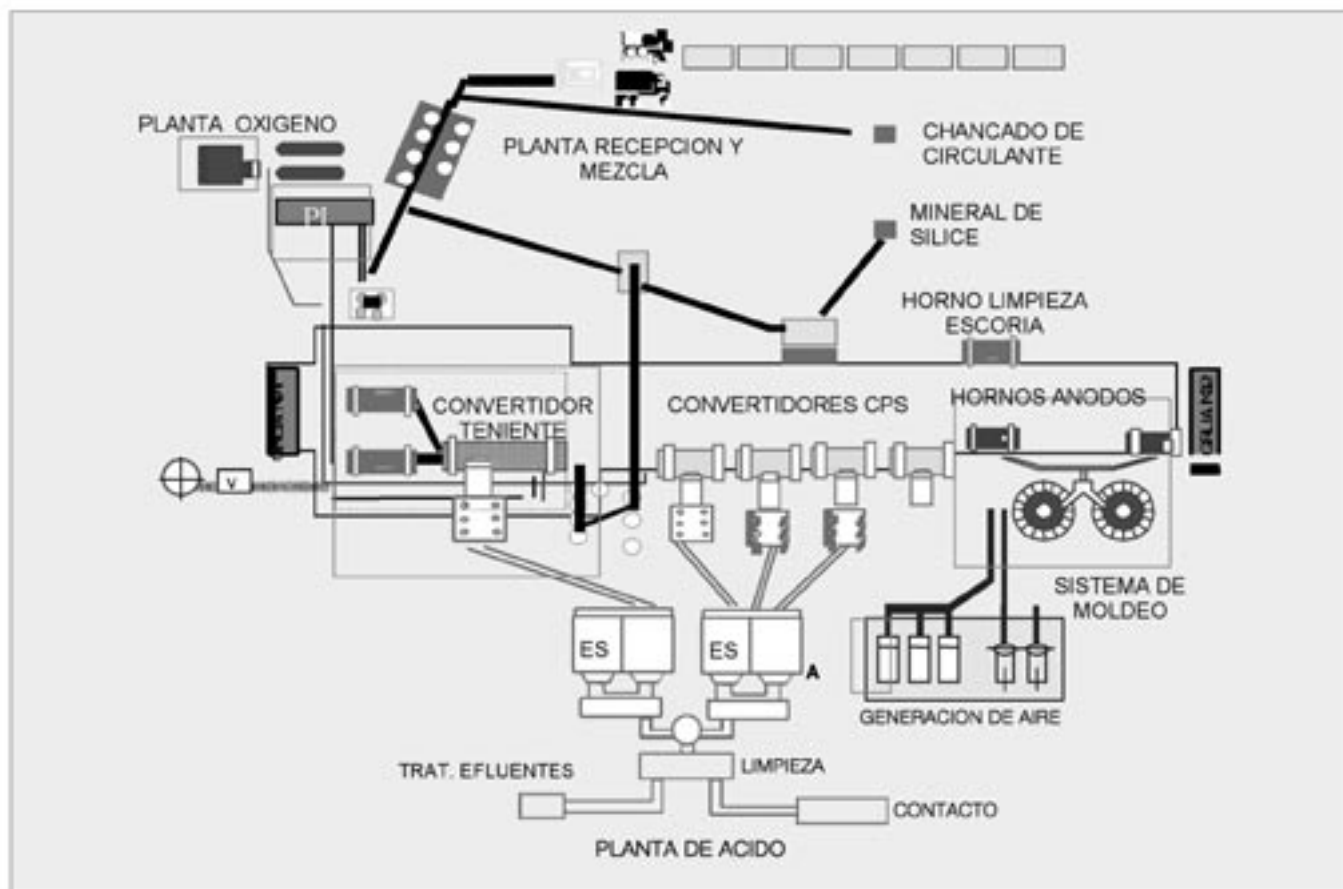 PLANTA OXIGENO
PLANTA RECEPCION Y
MEZCLA
CHANCADO DE
CIRCULANTE
MINERAL DE
SILICE
HORNO LIMPIEZA
ESCORIA
CONVERTIDOR
TENIENTE
CONVERTIDORES CPS
HORNOS ANODOS
V
SISTEMA DE
MOLDEO
ES
ES
A
GENERACION DE AIRE
TRAT. EFLUENTES
LIMPIEZA
CONTACTO
PLANTA DE ACIDO